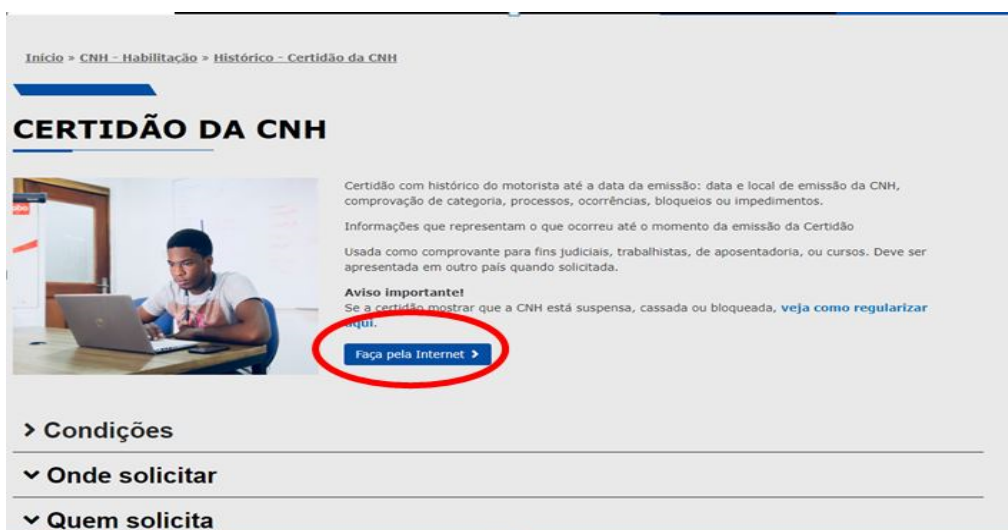 Início » CNH - Habilitação » Histórico - Certidão da CNH
CERTIDÃO DA CNH
Certidão com histórico do motorista até a data da emissão: data e local de emissão da CNH,
comprovação de categoria, processos, ocorrências, bloqueios ou impedimentos.
Informações que representam o que ocorreu até o momento da emissão da Certidão
Usada como comprovante para fins judiciais, trabalhistas, de aposentadoria, ou cursos. Deve ser
apresentada em outro país quando solicitada.
Aviso importante!
Se a certidão mostrar que a CNH está suspensa, cassada ou bloqueada, veja como regularizar
aqui.
Faça pela Internet >
Condições
Onde solicitar
Quem solicita